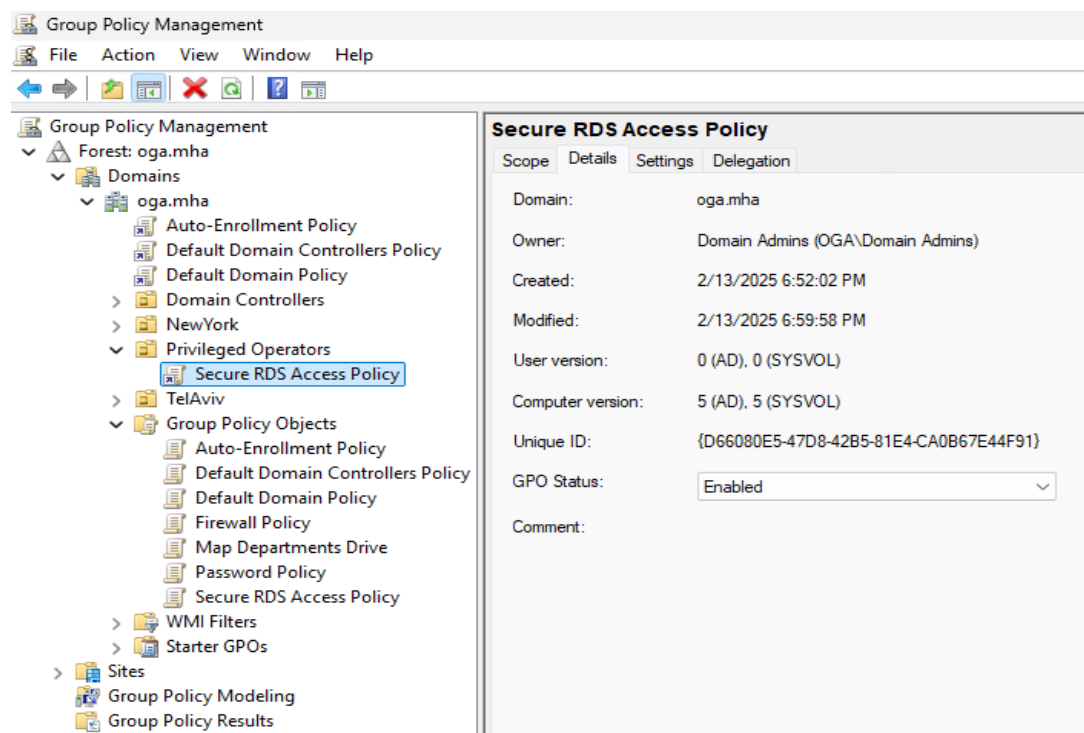 Group Policy Management
File Action View Window Help
Group Policy Management
Forest: oga.mha
Domains
oga.mha
Auto-Enrollment Policy
Default Domain Controllers Policy
Default Domain Policy
Domain Controllers
NewYork
Privileged Operators
Secure RDS Access Policy
TelAviv
Group Policy Objects
Auto-Enrollment Policy
Default Domain Controllers Policy
Default Domain Policy
Firewall Policy
Map Departments Drive
Password Policy
Secure RDS Access Policy
WMI Filters
Starter GPOs
Sites
Group Policy Modeling
Group Policy Results
Secure RDS Access Policy
Scope Details Settings Delegation
Domain: oga.mha
Owner: Domain Admins (OGA\Domain Admins)
Created: 2/13/2025 6:52:02 PM
Modified: 2/13/2025 6:59:58 PM
User version: 0 (AD), 0 (SYSVOL)
Computer version: 5 (AD), 5 (SYSVOL)
Unique ID: {D66080E5-47D8-42B5-81E4-CA0B67E44F91}
GPO Status: Enabled
Comment: